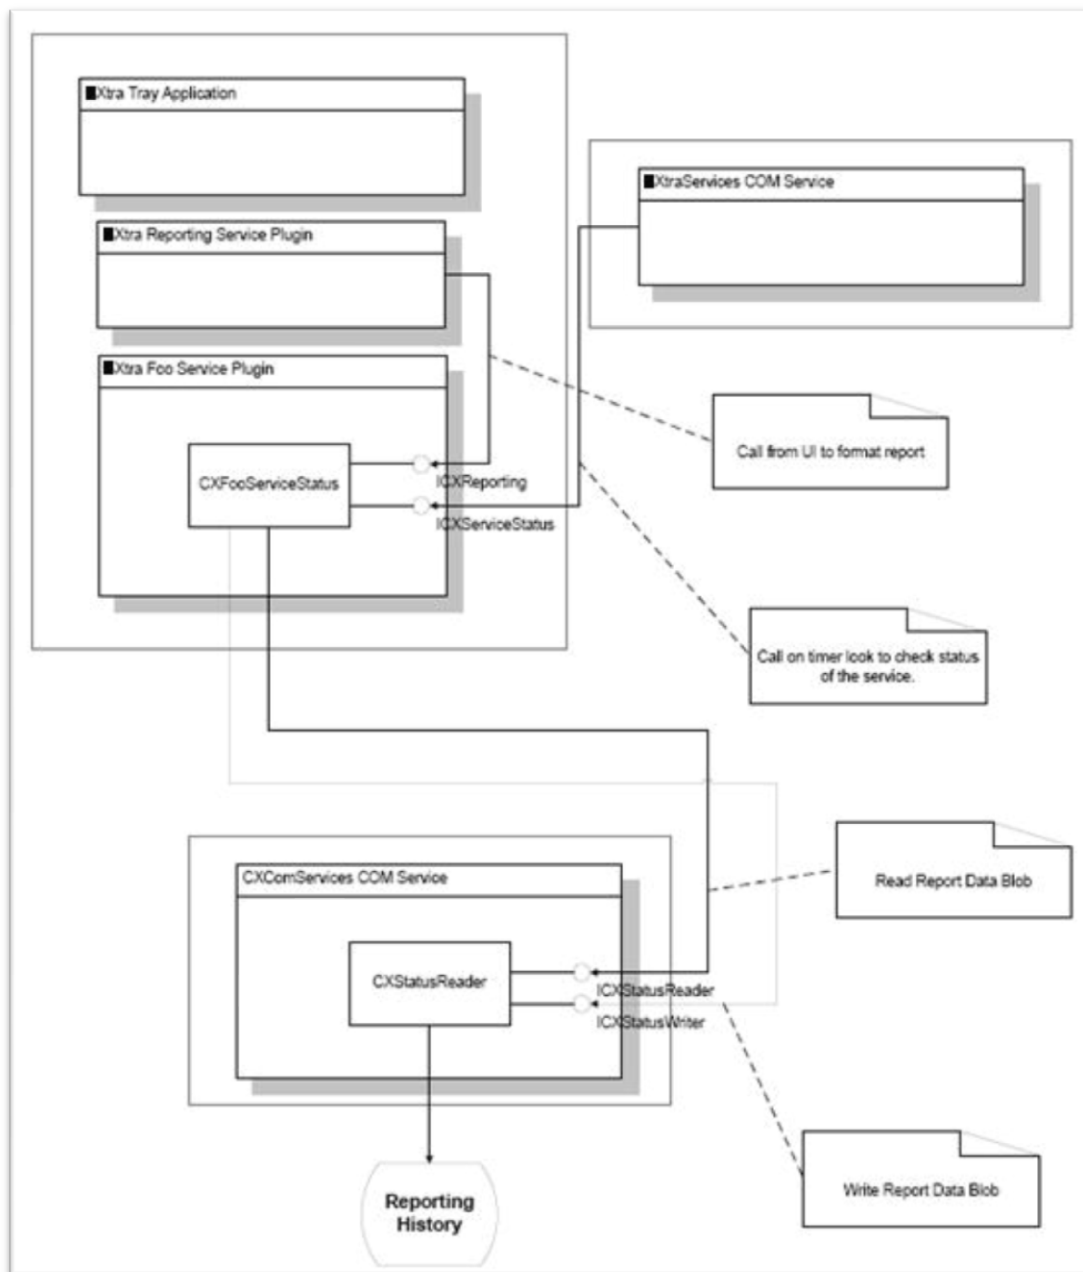 Xtra Tray Application
XtraServices COM Service
Xtra Reporting Service Plugin
Xtra Foo Service Plugin
Call from UI to format report
CXFooServiceStatus
ICXReporting
ICXServiceStatus
Call on timer look to check status
of the service.
Read Report Data Blob
CXComServices COM Service
CXStatusReader
ICXStatusReader
ICXStatusWriter
Write Report Data Blob
Reporting
History